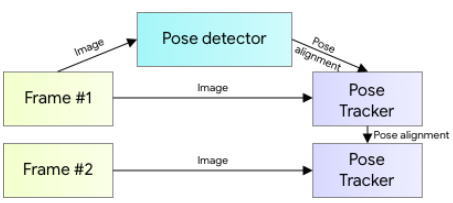 Pose detector
Image
Pose
alignment
Frame #1
Image
Pose
Tracker
Pose alignment
Frame #2
Image
Pose
Tracker